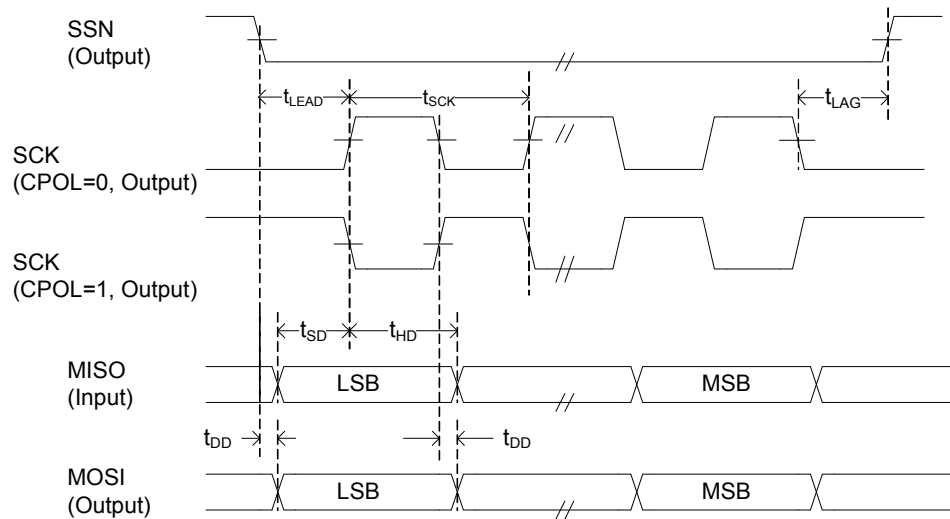 SSN
(Output)
tLEAD
tSCK
tLAG
SCK
(CPOL=0, Output)
SCK
(CPOL=1, Output)
tSD
tHD
MISO
(Input)
LSB
MSB
tDD
tDD
MOSI
(Output)
LSB
MSB